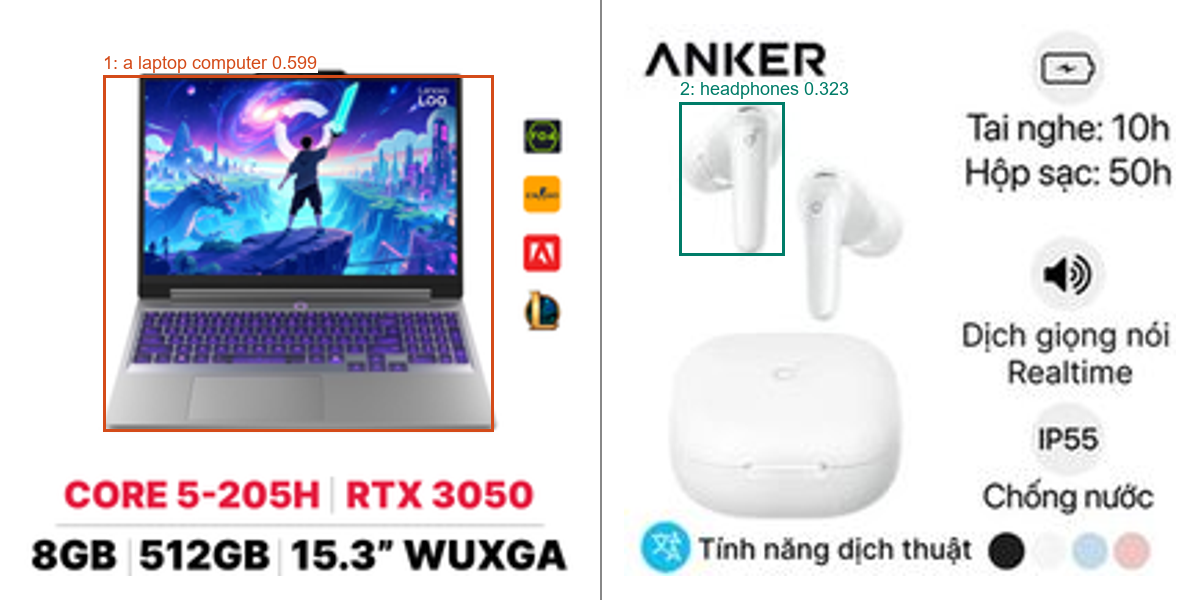 1: a laptop computer 0.599
Lenovo
LOQ
CORE 5-205H | RTX 3050
8GB | 512GB | 15.3” WUXGA
ANKER
2: headphones 0.323
Tai nghe: 10h
Hộp sạc: 50h
Dịch giọng nói
Realtime
IP55
Chống nước
Tính năng dịch thuật